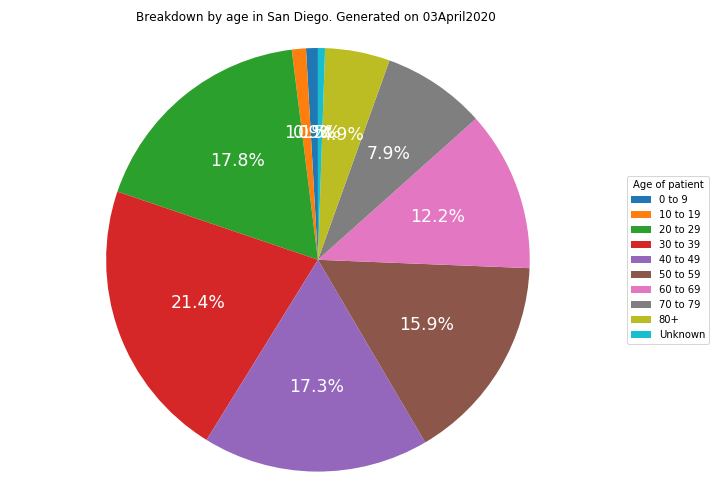 Breakdown by age in San Diego. Generated on 03April2020
17.8%
4.9%
7.9%
12.2%
21.4%
15.9%
17.3%
Age of patient
0 to 9
10 to 19
20 to 29
30 to 39
40 to 49
50 to 59
60 to 69
70 to 79
80+
Unknown